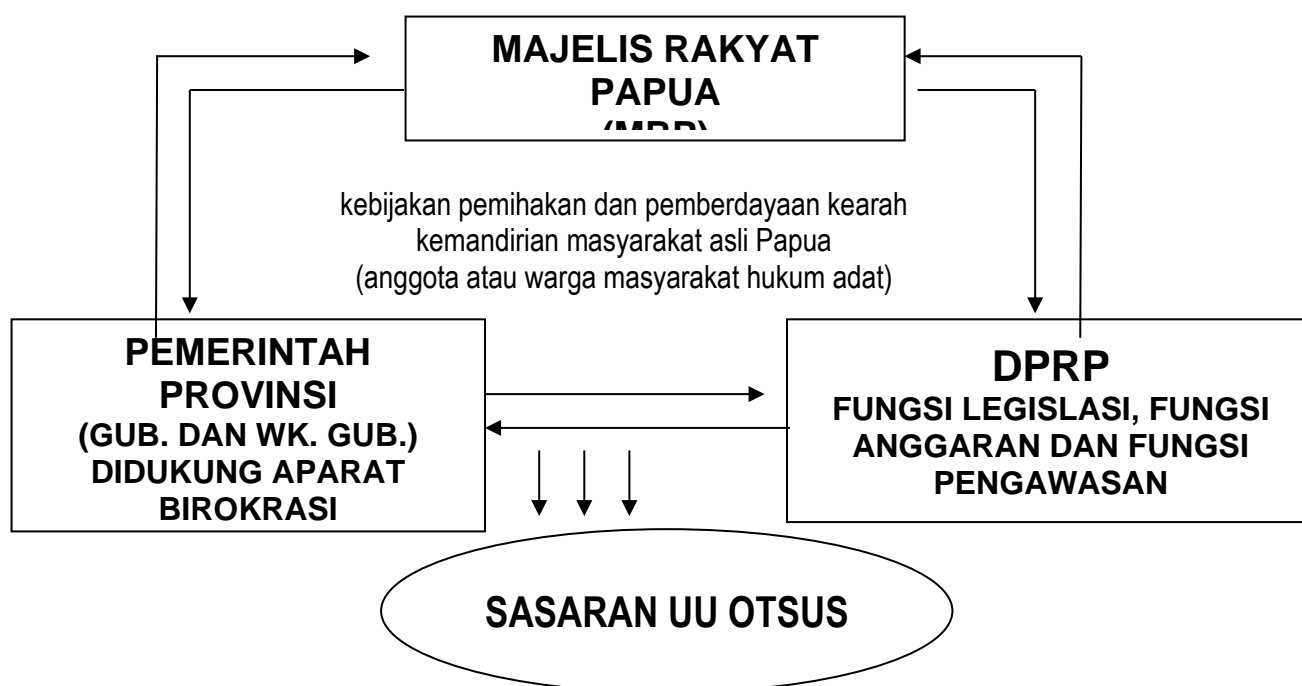 MAJELIS RAKYAT
PAPUA
(MRP)
kebijakan pemihakan dan pemberdayaan kearah
kemandirian masyarakat asli Papua
(anggota atau warga masyarakat hukum adat)
PEMERINTAH
PROVINSI
(GUB. DAN WK. GUB.)
DIDUKUNG APARAT
BIROKRASI
DPRP
FUNGSI LEGISLASI, FUNGSI
ANGGARAN DAN FUNGSI
PENGAWASAN
SASARAN UU OTSUS